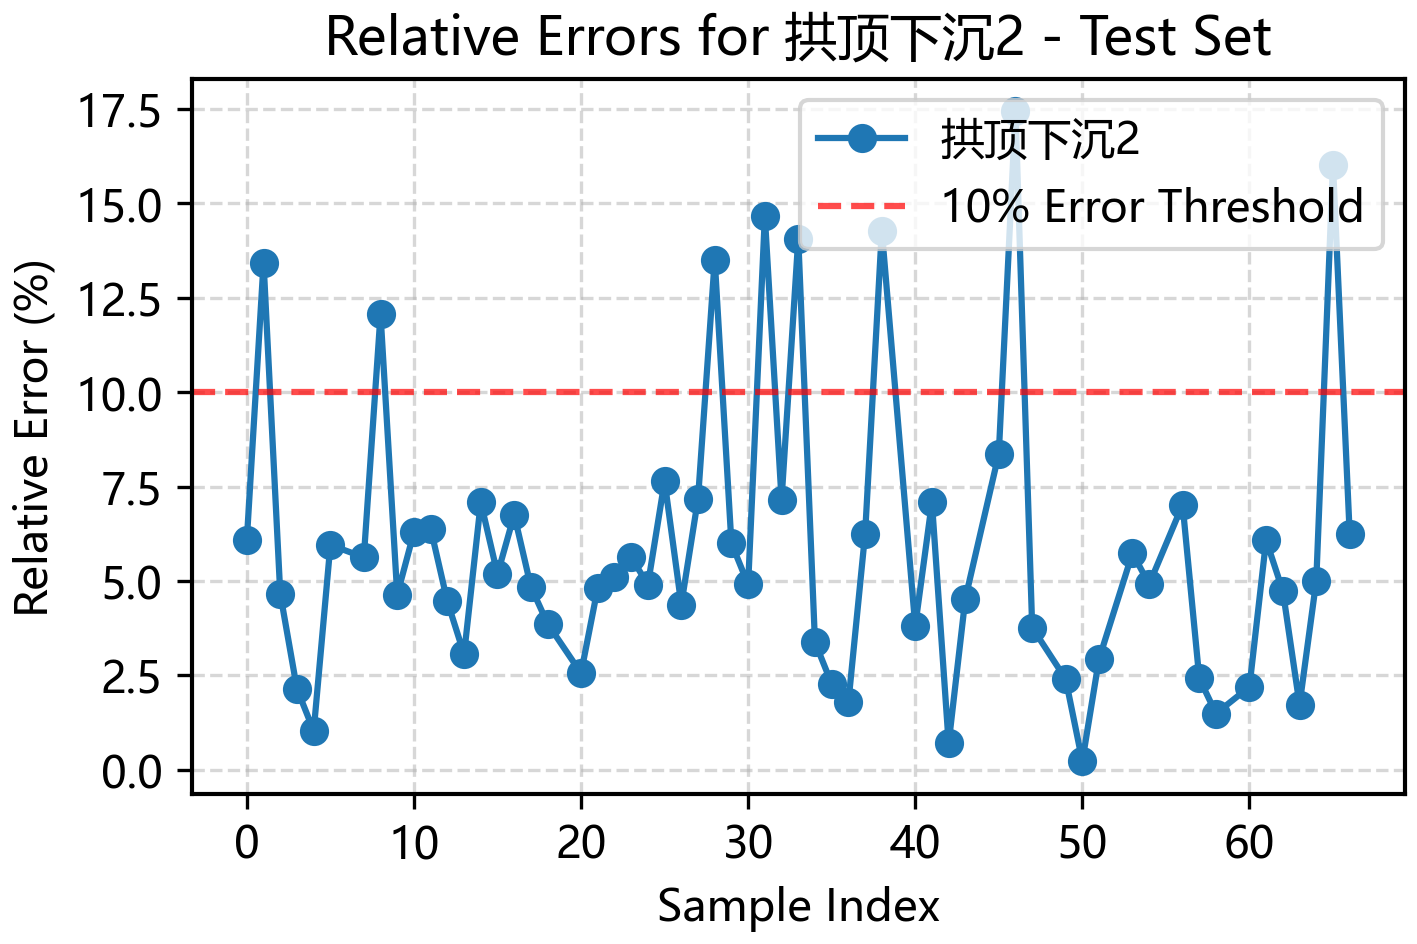 Relative Errors for 拱顶下沉2 - Test Set
拱顶下沉2
10% Error Threshold
Relative Error (%)
17.5
15.0
12.5
10.0
7.5
5.0
2.5
0.0
0 10 20 30 40 50 60
Sample Index